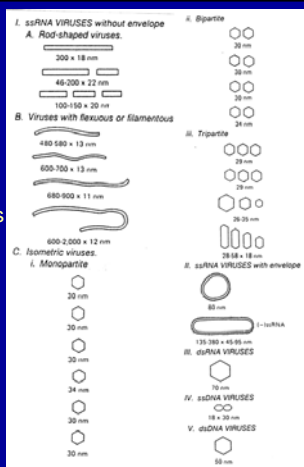 I. ssRNA VIRUSES without envelope
A. Rod-shaped viruses.
300 x 18 nm
46-200 x 22 nm
100-150 x 20 nm
B. Viruses with flexuous or filamentous
480-580 x 13 nm
600-700 x 13 nm
680-900 x 11 nm
s
600-2,000 x 12 nm
C. Isometric viruses.
i. Monopartite
30 nm
30 nm
30 nm
34 nm
30 nm
30 nm
ii. Bipartite
30 nm
30 nm
30 nm
34 nm
iii. Tripartite
29 nm
29 nm
26-35 nm
28-58 x 18 nm
II. ssRNA VIRUSES with envelope
80 nm
135-380 x 45-95 nm
III. dsRNA VIRUSES
70 nm
IV. ssDNA VIRUSES
18 x 30 nm
V. dsDNA VIRUSES
50 nm